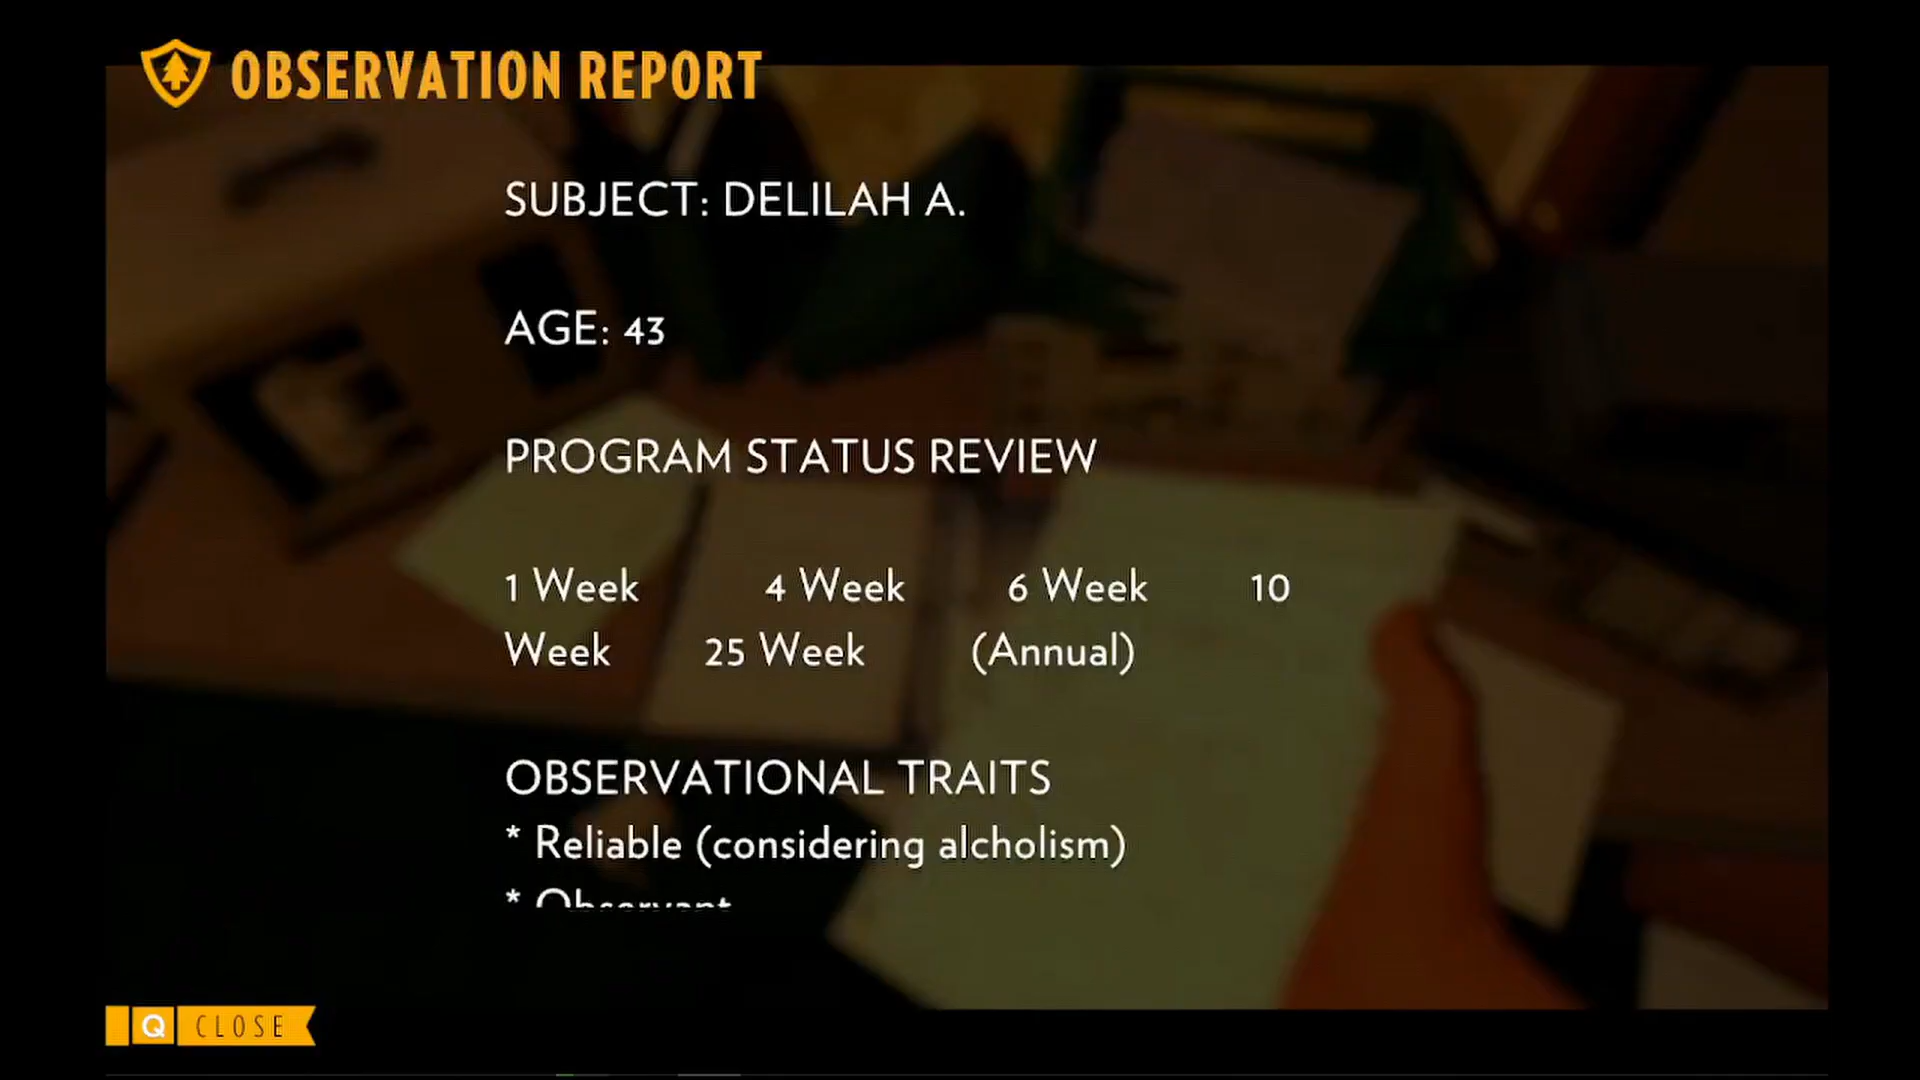 OBSERVATION REPORT
SUBJECT: DELILAH A.
AGE: 43
PROGRAM STATUS REVIEW
1 Week 4 Week 6 Week 10
Week 25 Week (Annual)
OBSERVATIONAL TRAITS
* Reliable (considering alcholism)
* Observant
Q CLOSE